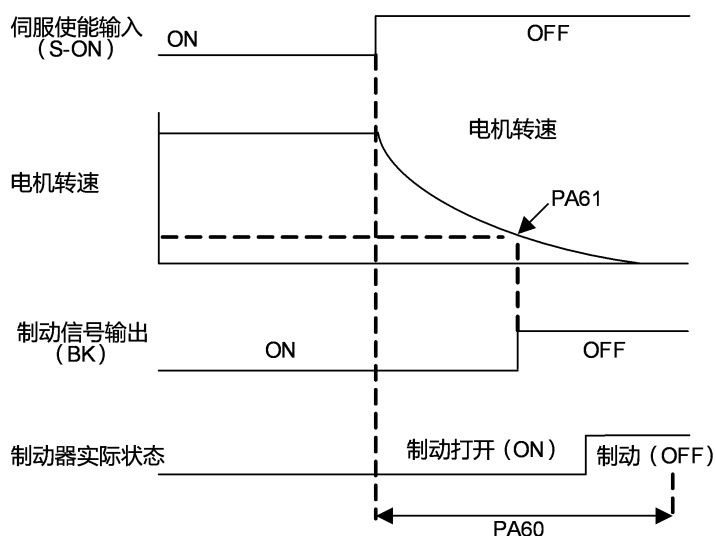 伺服使能输入
（S-ON）
ON
OFF
电机转速
电机转速
PA61
制动信号输出
（BK）
ON
OFF
制动器实际状态
制动打开（ON）
制动（OFF）
PA60